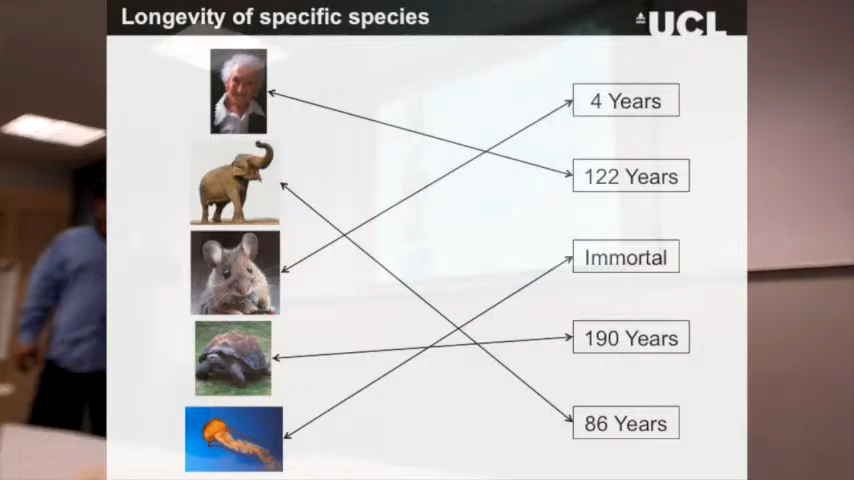 Longevity of specific species
UCL
4 Years
122 Years
Immortal
190 Years
86 Years